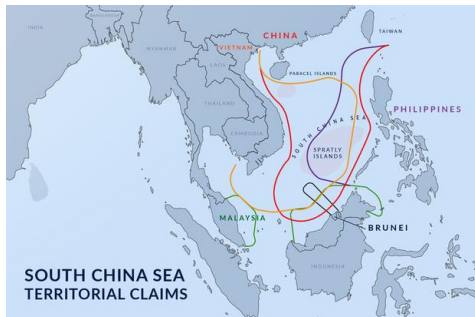 BANGLADESH
INDIA
MYANMAR
VIETNAM
CHINA
TAIWAN
LAOS
PARACEL ISLANDS
THAILAND
PHILIPPINES
SOUTH CHINA SEA
CAMBODIA
SPRATLY
ISLANDS
MALAYSIA
BRUNEI
INDONESIA
SOUTH CHINA SEA
TERRITORIAL CLAIMS